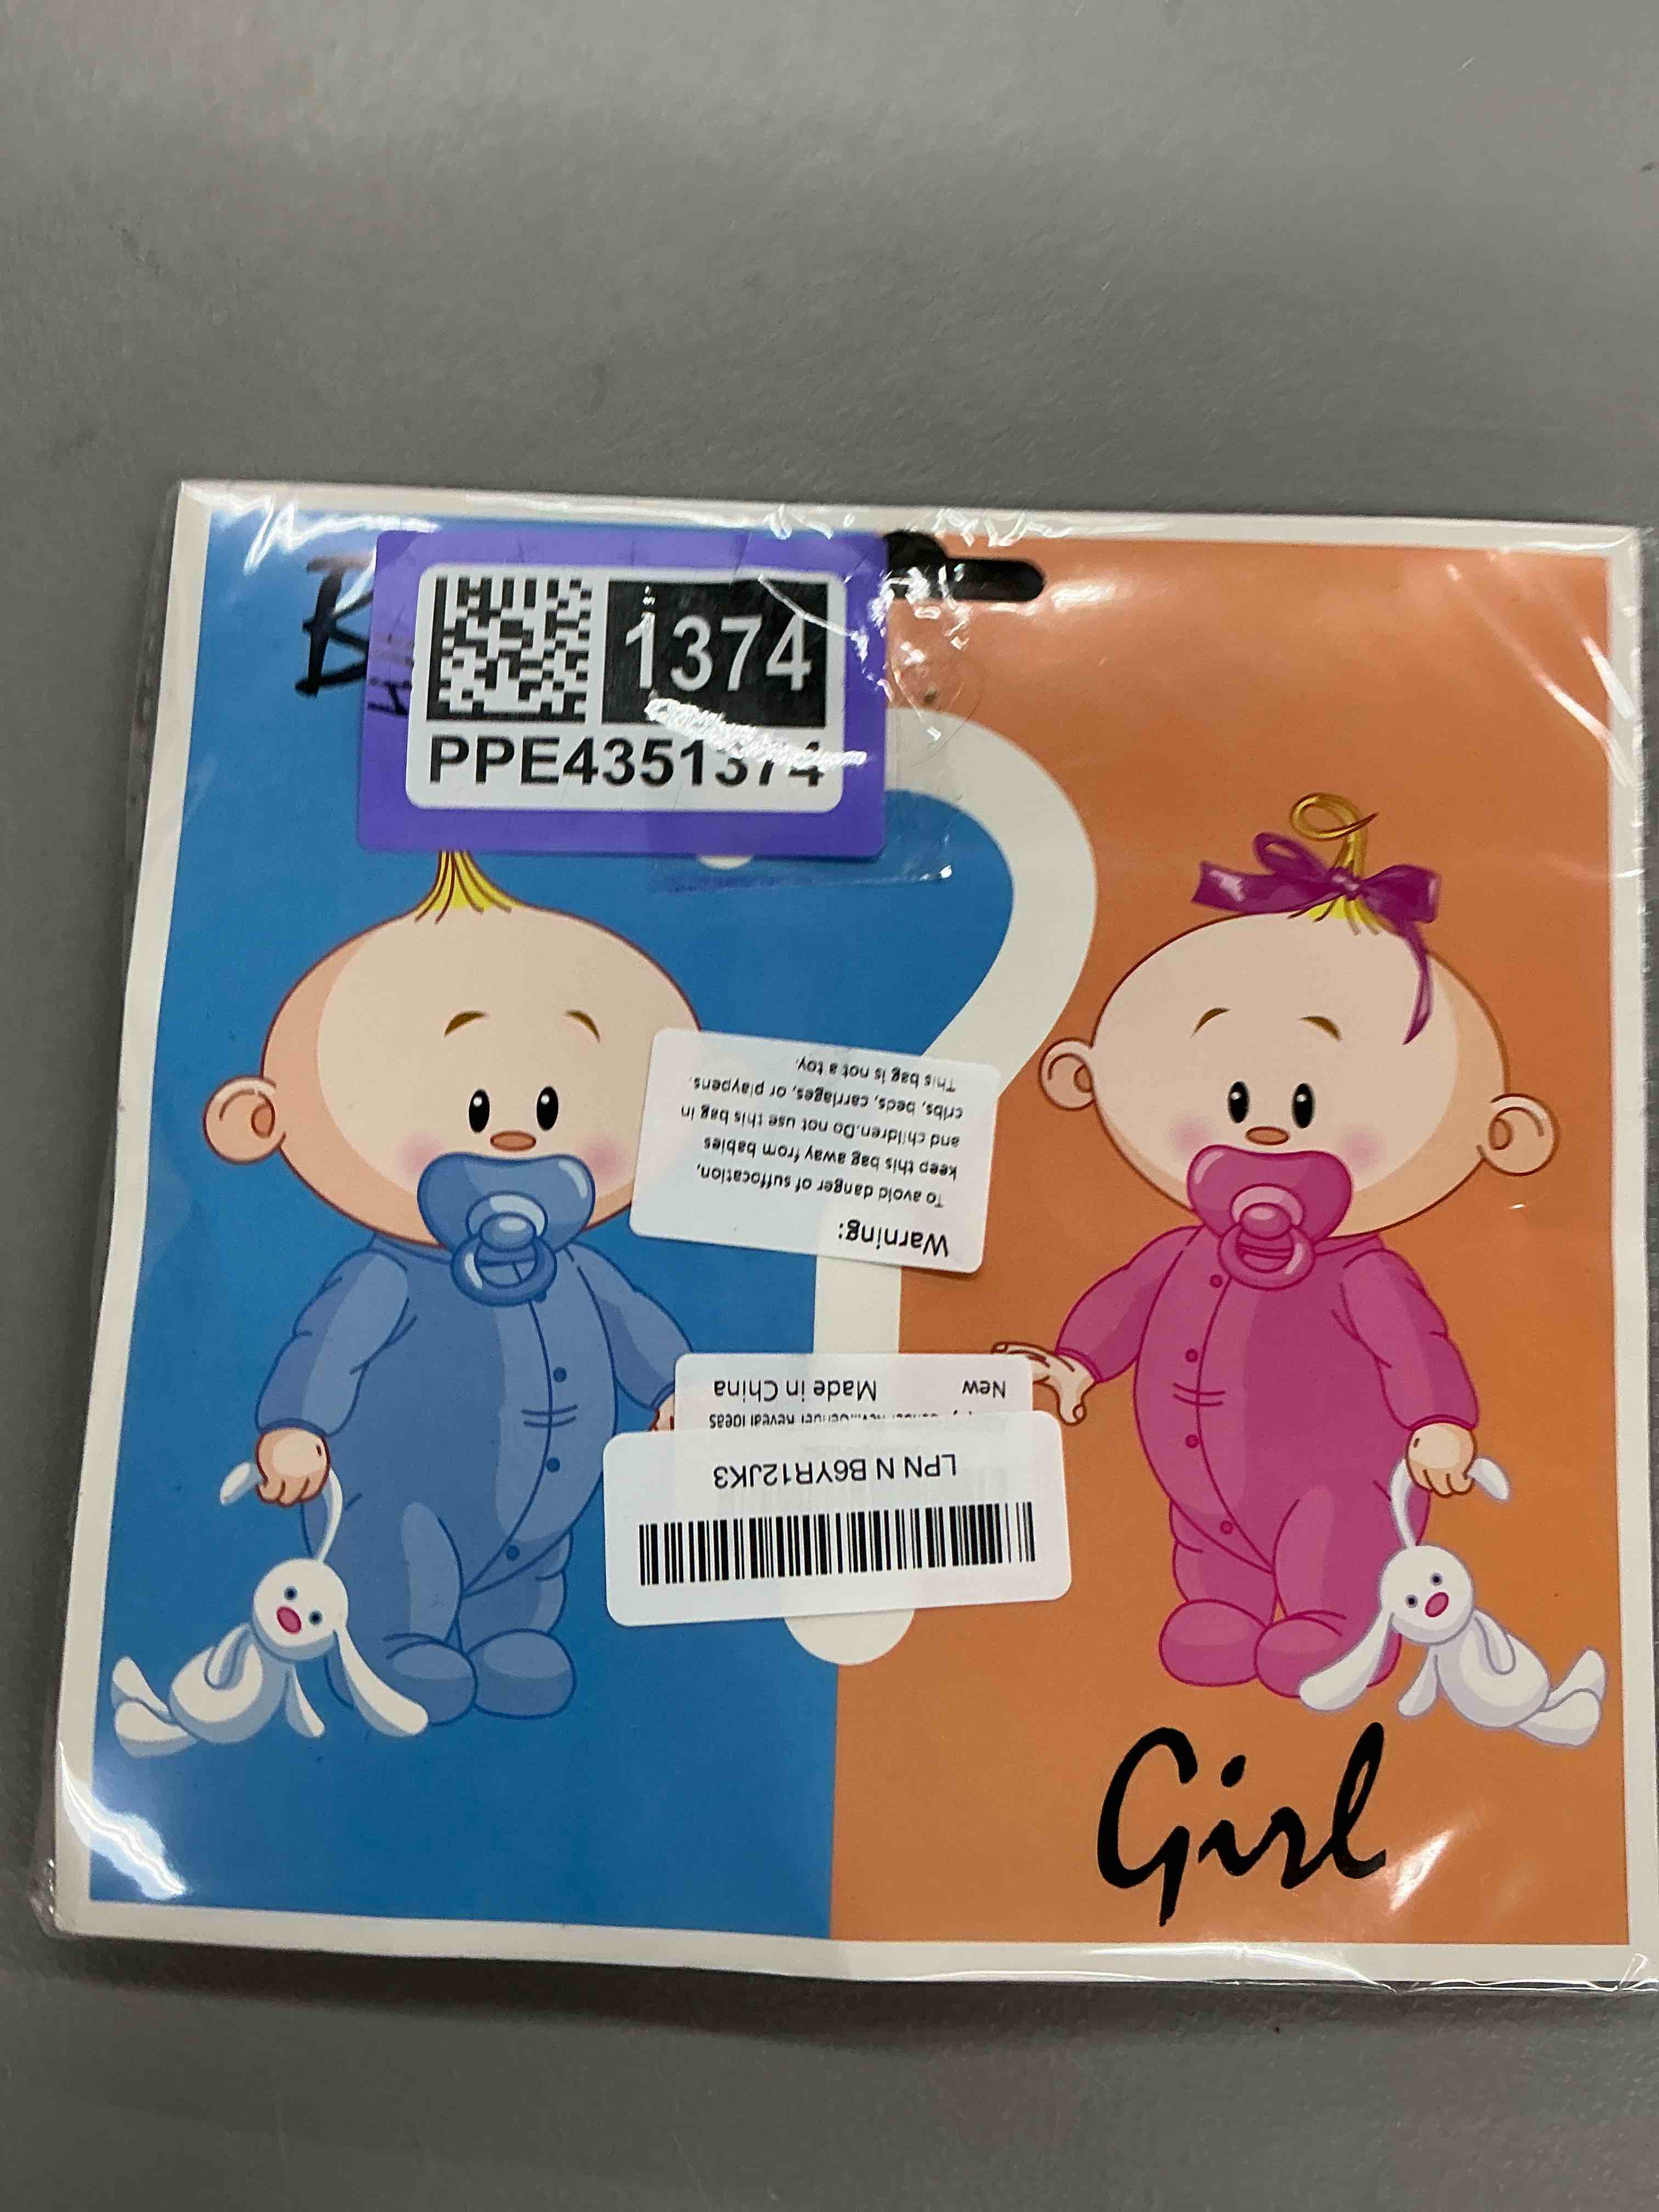 1374
PPE4351374
Warning:
To avoid danger of suffocation,
keep this bag away from babies
and children.Do not use this bag in
cribs, beds, carriages, or playpens.
This bag is not a toy.
LPN N B6YR12JK3
Reveal Ideas
New Made in China
Girl